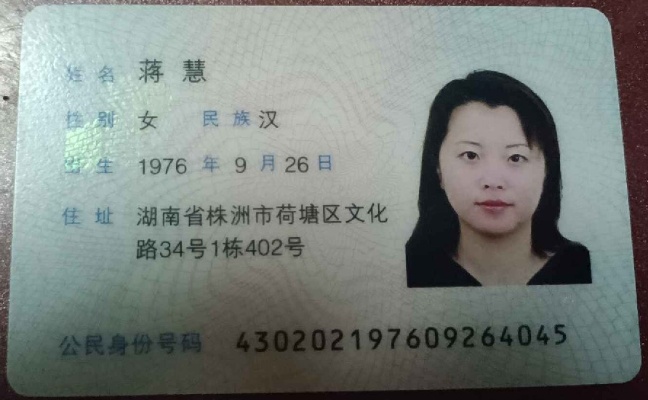 姓名 蒋慧
性别 女 民族 汉
出生 1976 年 9 月 26 日
住址 湖南省株洲市荷塘区文化
路34号1栋402号
公民身份号码 430202197609264045